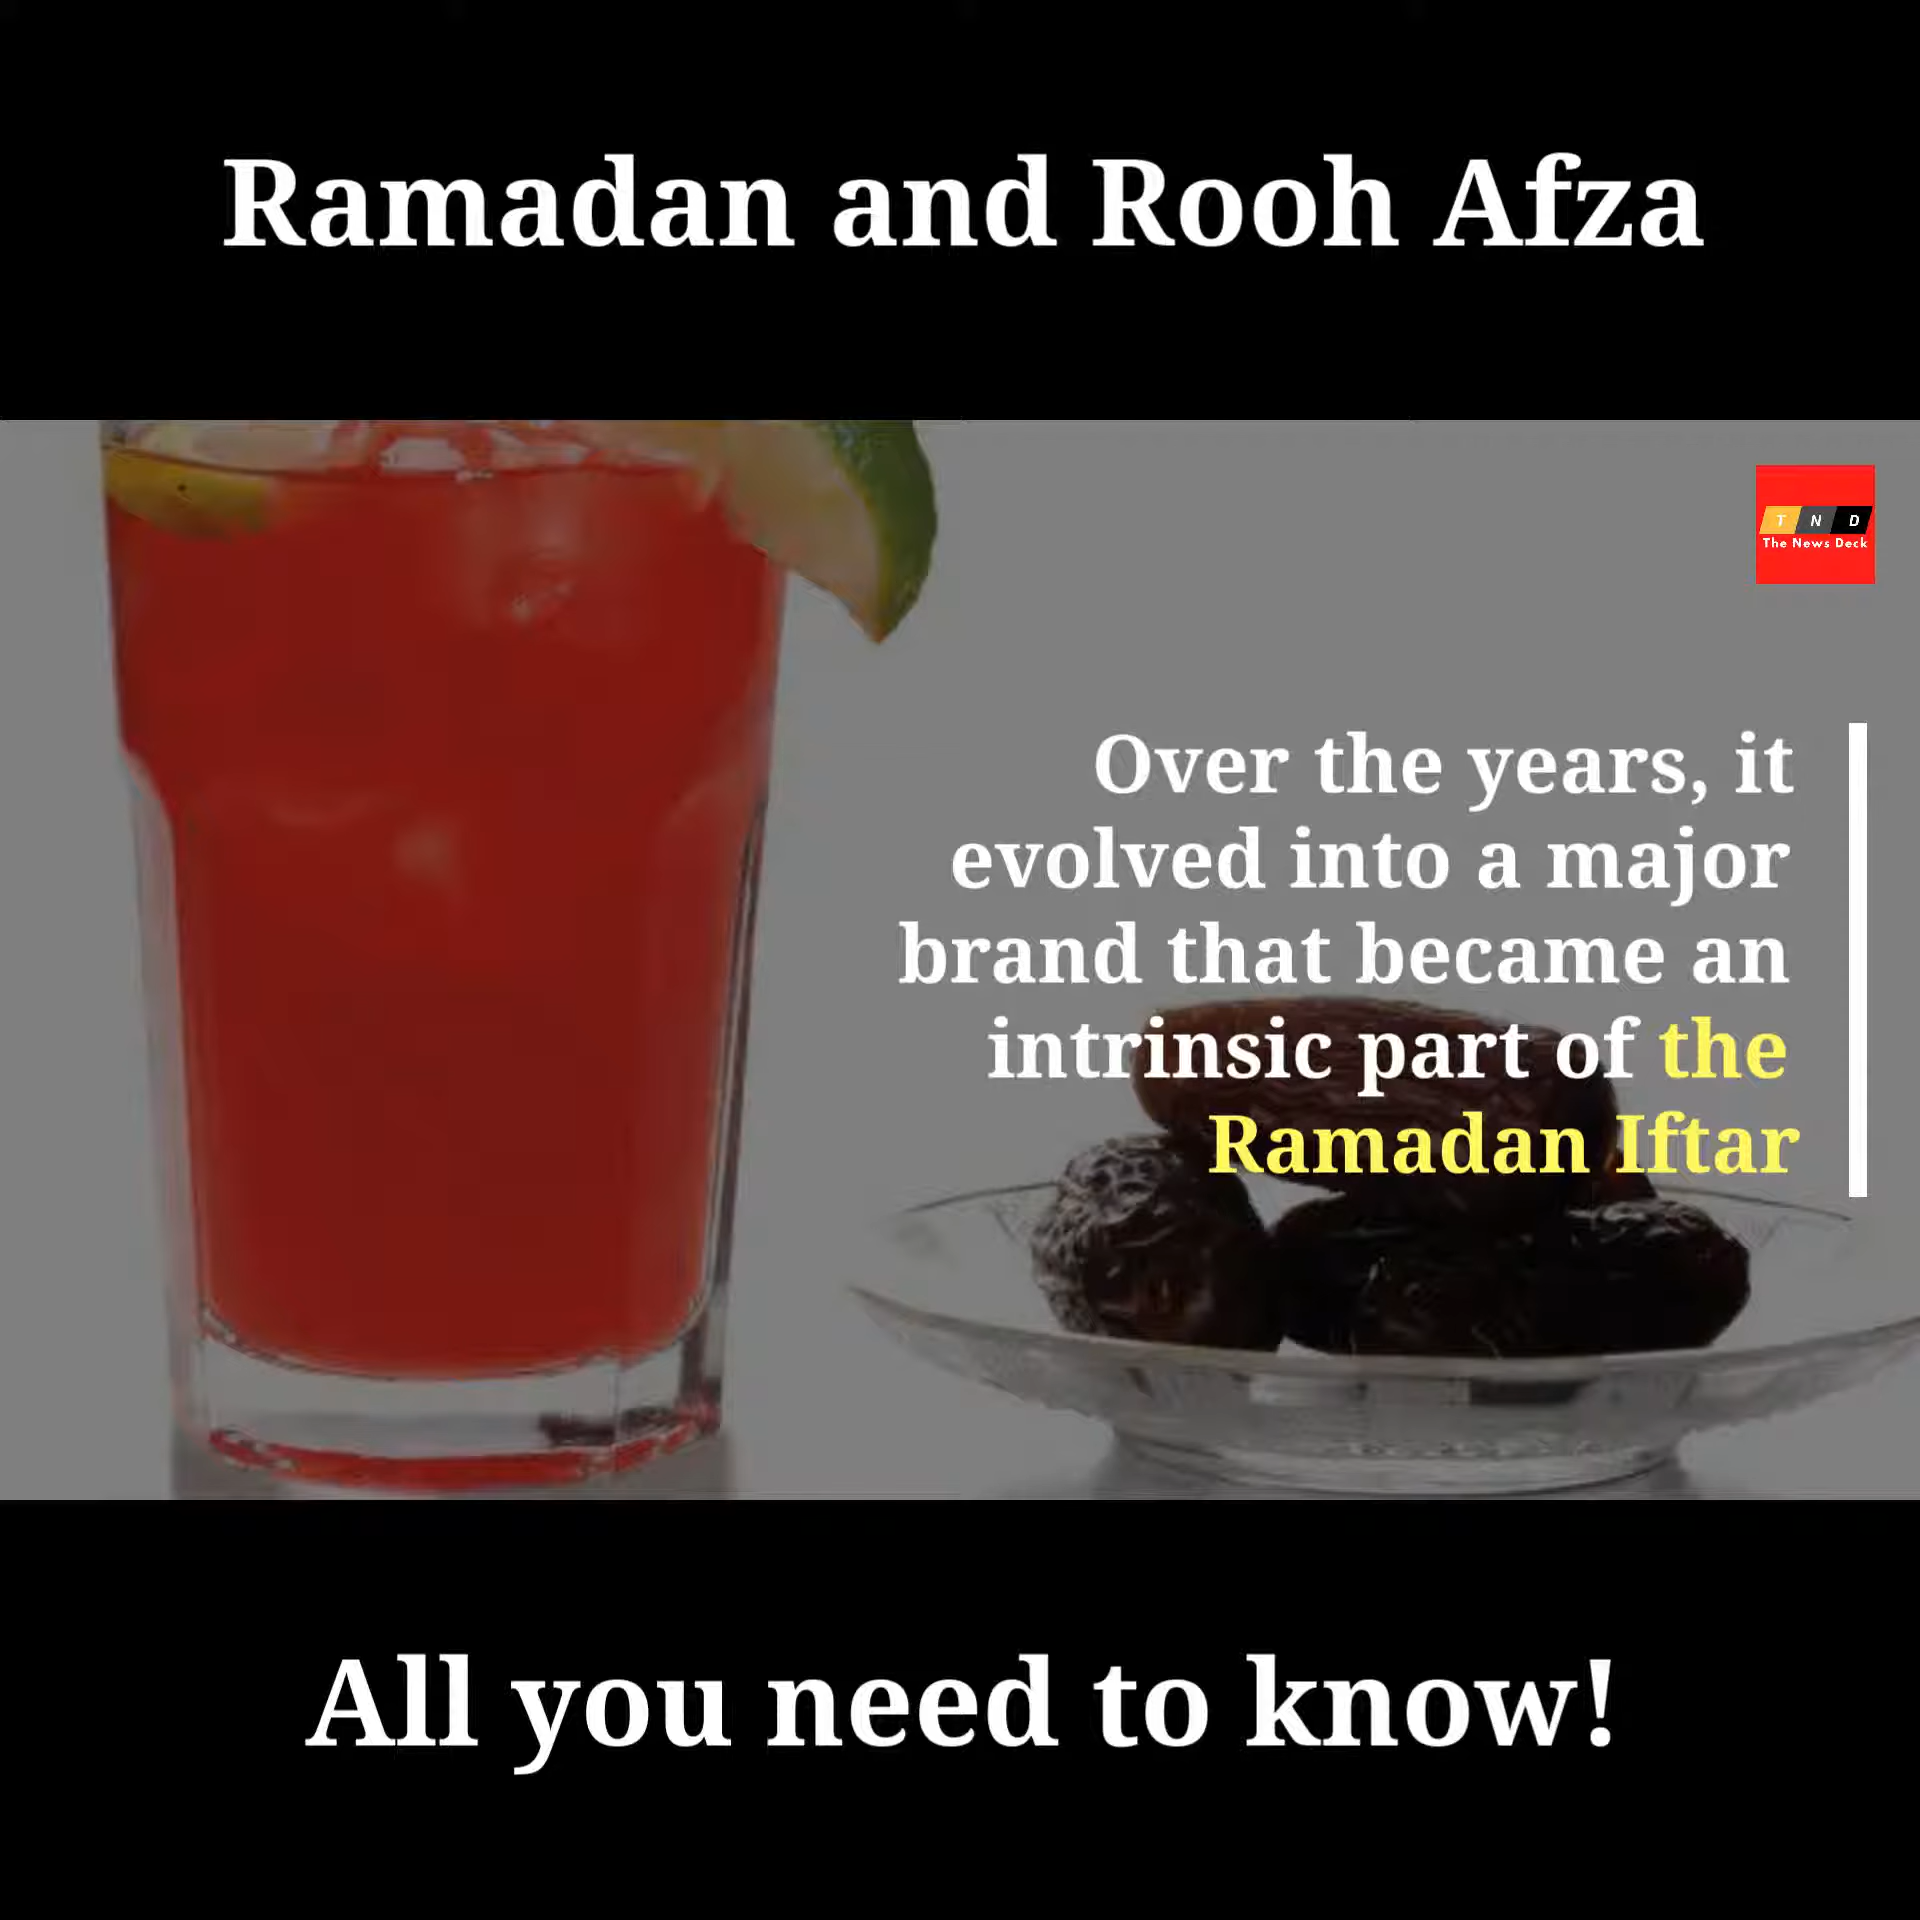 Ramadan and Rooh Afza
T N D
The News Deck
Over the years, it
evolved into a major
brand that became an
intrinsic part of the
Ramadan Iftar
All you need to know!